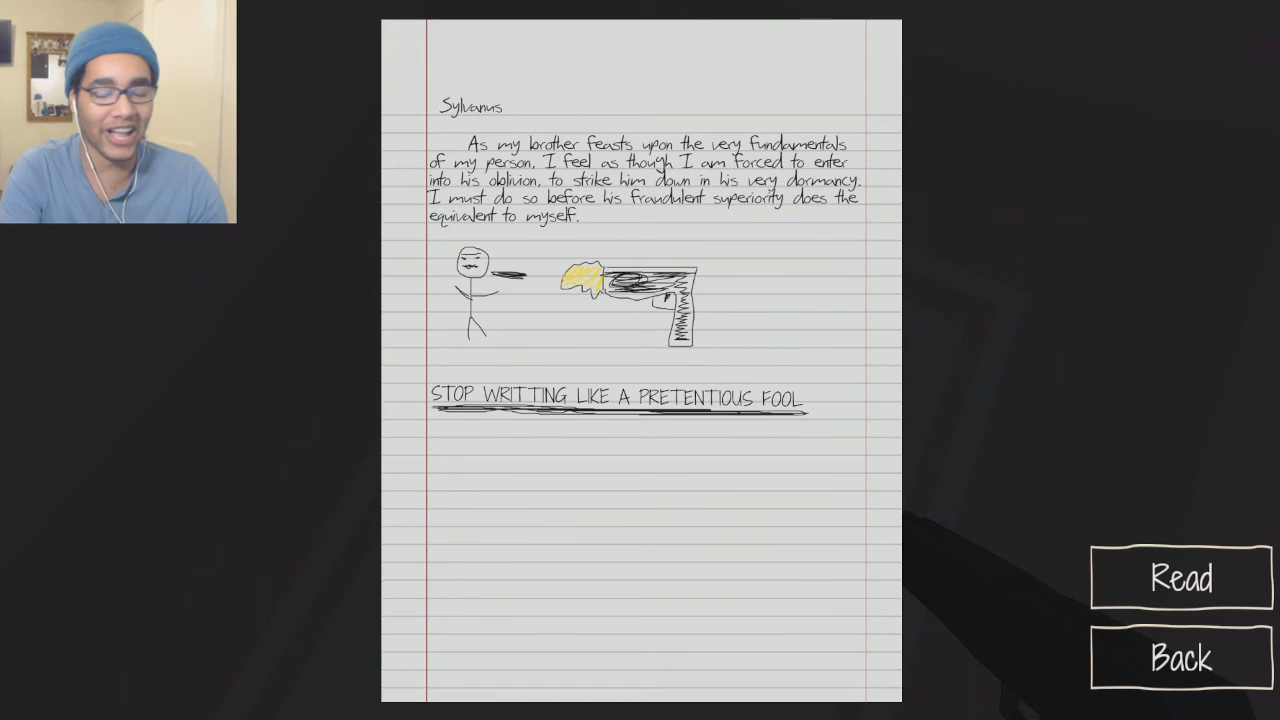 Sylvanus
As my brother feasts upon the very fundamentals
of my person, I feel as though I am forced to enter
into his oblivion, to strike him down in his very dormancy.
I must do so before his fraudulent superiority does the
equivalent to myself.
STOP WRITTING LIKE A PRETENTIOUS FOOL
Read
Back